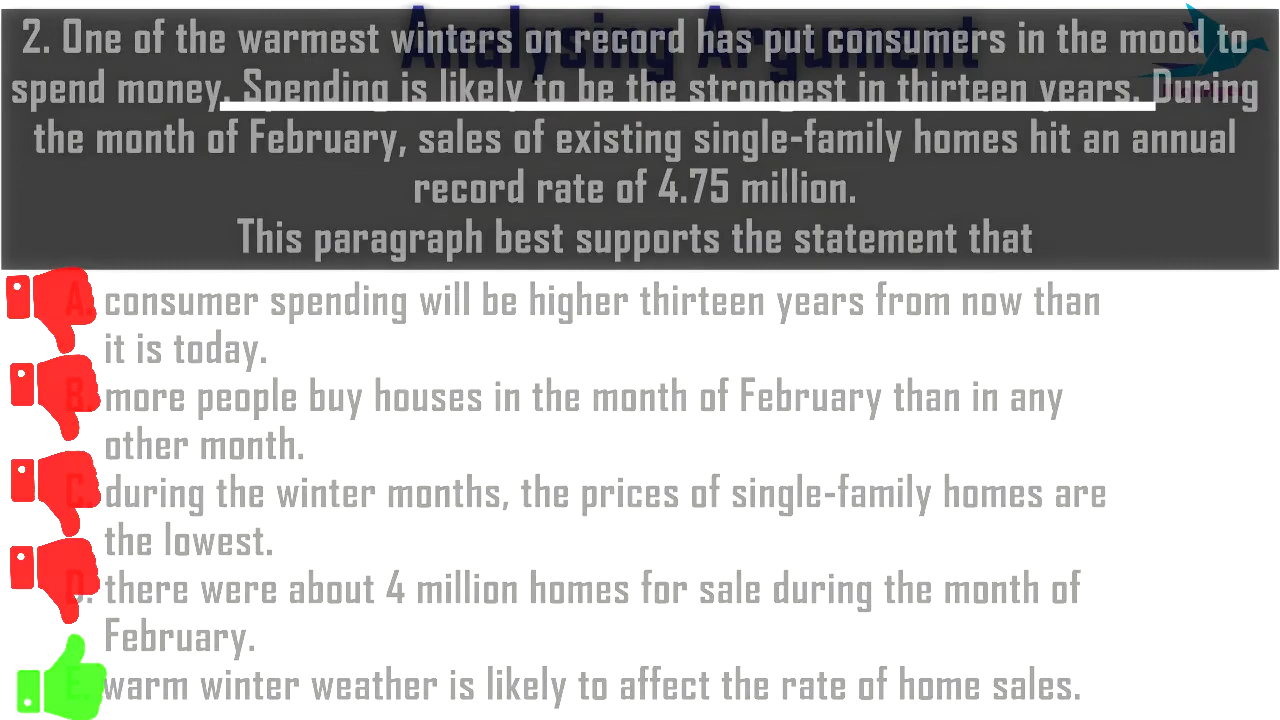 Analysing Argument
2. One of the warmest winters on record has put consumers in the mood to
spend money. Spending is likely to be the strongest in thirteen years. During
the month of February, sales of existing single-family homes hit an annual
record rate of 4.75 million.
This paragraph best supports the statement that
A. consumer spending will be higher thirteen years from now than
it is today.
B. more people buy houses in the month of February than in any
other month.
C. during the winter months, the prices of single-family homes are
the lowest.
D. there were about 4 million homes for sale during the month of
February.
E. warm winter weather is likely to affect the rate of home sales.